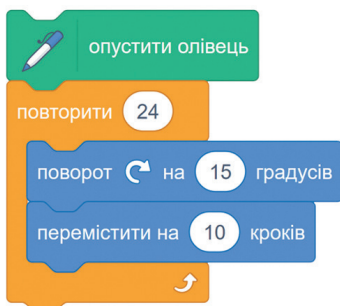 опустити олівець
повторити 24
поворот на 15 градусів
перемістити на 10 кроків